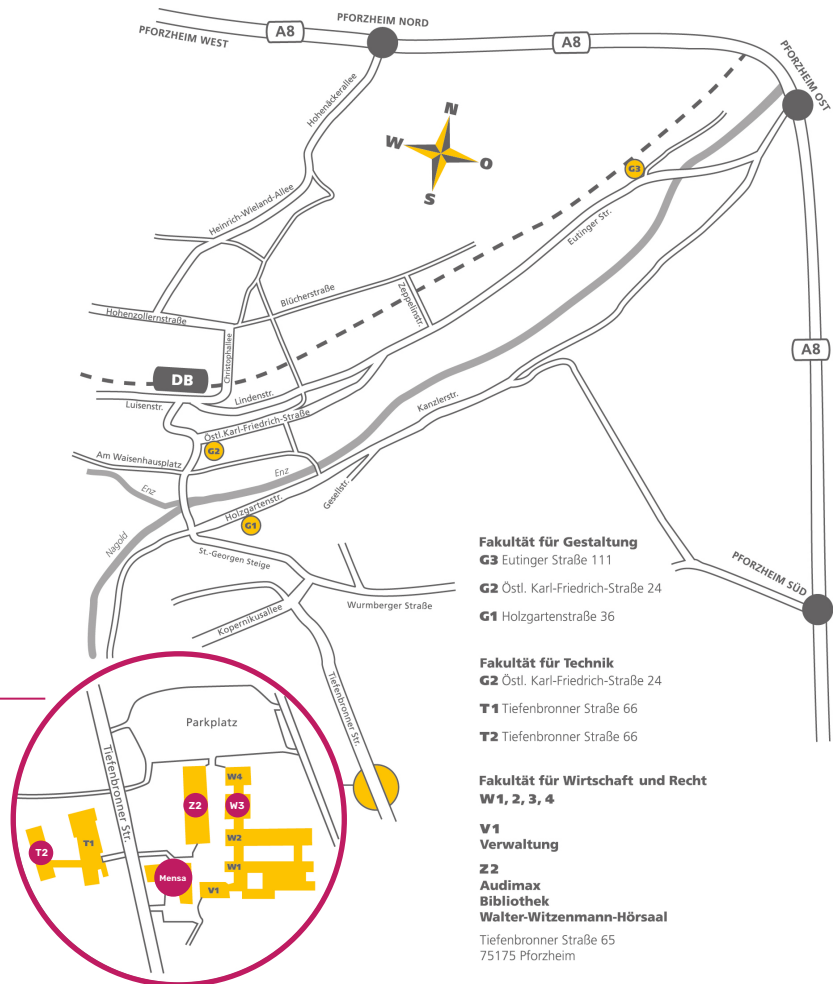 PFORZHEIM NORD
A8
PFORZHEIM WEST
A8
PFORZHEIM OST
Hohenäckerallee
N
W
O
S
G3
Heinrich-Wieland-Allee
Eutinger Str.
Blücherstraße
Zeppelinstr.
Hohenzollernstraße
Christophallee
A8
DB
Luisenstr.
Lindenstr.
Kanzlerstr.
Östl.Karl-Friedrich-Straße
G2
Am Waisenhausplatz
Enz
Enz
Gesellstr.
Holzgartenstr.
G1
Nagold
St.-Georgen Steige
Wurmberger Straße
Kopernikusallee
PFORZHEIM SÜD
Tiefenbronner Str.
Parkplatz
Tiefenbronner Str.
W4
Z2
W3
W2
T1
T2
W1
Mensa
V1
Fakultät für Gestaltung
G3 Eutinger Straße 111
G2 Östl. Karl-Friedrich-Straße 24
G1 Holzgartenstraße 36
Fakultät für Technik
G2 Östl. Karl-Friedrich-Straße 24
T1 Tiefenbronner Straße 66
T2 Tiefenbronner Straße 66
Fakultät für Wirtschaft und Recht
W1, 2, 3, 4
V1
Verwaltung
Z2
Audimax
Bibliothek
Walter-Witzenmann-Hörsaal
Tiefenbronner Straße 65
75175 Pforzheim